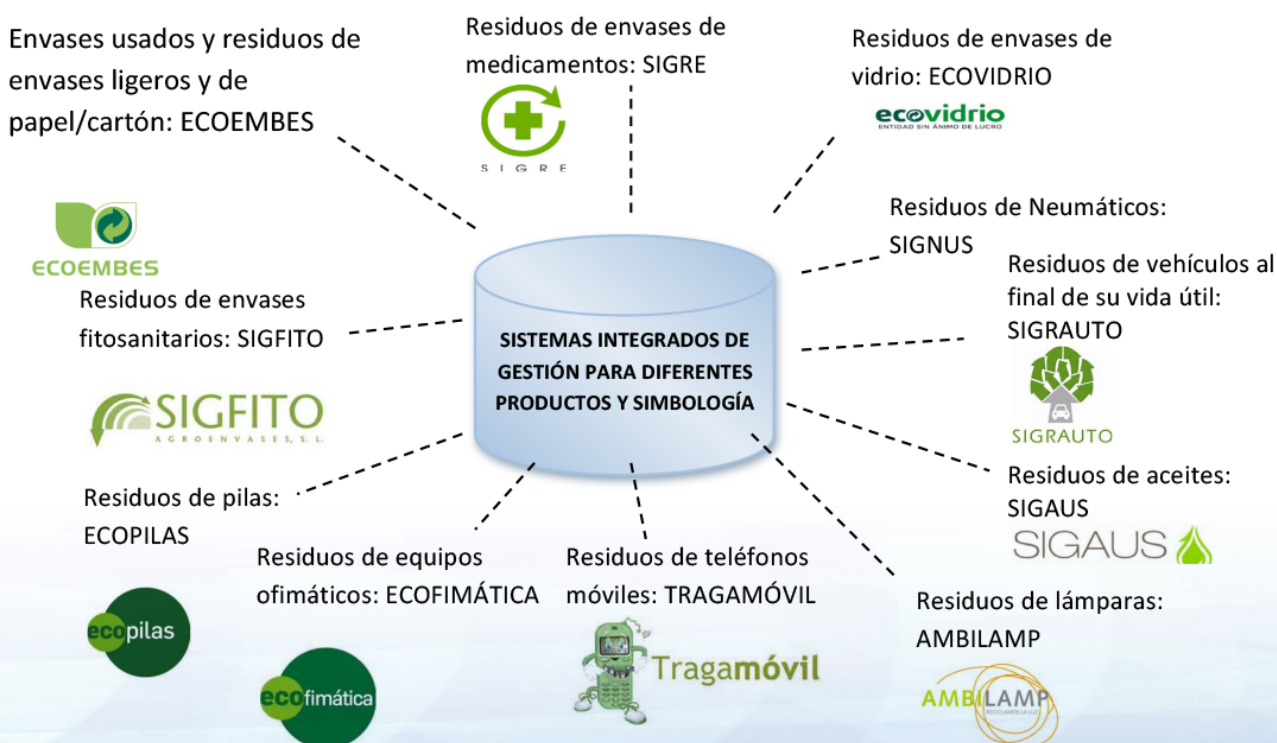 Envases usados y residuos de
envases ligeros y de
papel/cartón: ECOEMBES
ECOEMBES
Residuos de envases de
medicamentos: SIGRE
SIGRE
Residuos de envases de
vidrio: ECOVIDRIO
ecovidrio
ENTIDAD SIN ÁNIMO DE LUCRO
Residuos de Neumáticos:
SIGNUS
Residuos de vehículos al
final de su vida útil:
SIGRAUTO
SIGRAUTO
Residuos de envases
fitosanitarios: SIGFITO
SIGFITO
AGROENVASES, S.L.
SISTEMAS INTEGRADOS DE
GESTIÓN PARA DIFERENTES
PRODUCTOS Y SIMBOLOGÍA
Residuos de aceites:
SIGAUS
SIGAUS
Residuos de pilas:
ECOPILAS
ecopilas
Residuos de equipos
ofimáticos: ECOFIMÁTICA
ecofimática
Residuos de teléfonos
móviles: TRAGAMÓVIL
Tragamóvil
Residuos de lámparas:
AMBILAMP
AMBILAMP
RECICLAMOS LA LUZ